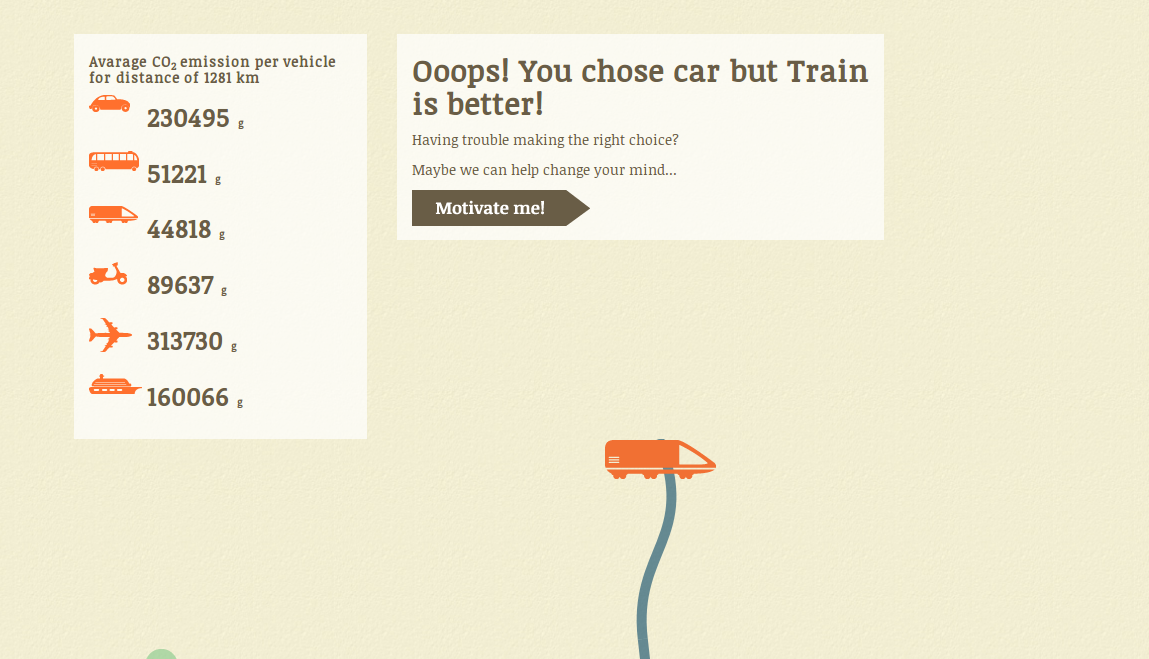 Avarage CO₂ emission per vehicle
for distance of 1281 km
230495 g
51221 g
44818 g
89637 g
313730 g
160066 g
Ooops! You chose car but Train
is better!
Having trouble making the right choice?
Maybe we can help change your mind...
Motivate me!